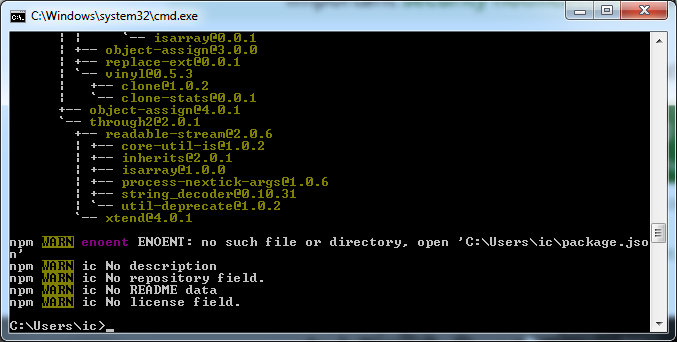 C:\Windows\system32\cmd.exe
| | `-- isarray@0.0.1
| +-- object-assign@3.0.0
| +-- replace-ext@0.0.1
| `-- vinyl@0.5.3
|   +-- clone@1.0.2
|   `-- clone-stats@0.0.1
+-- object-assign@4.0.1
`-- through2@2.0.1
  +-- readable-stream@2.0.6
  | +-- core-util-is@1.0.2
  | +-- inherits@2.0.1
  | +-- isarray@1.0.0
  | +-- process-nextick-args@1.0.6
  | +-- string_decoder@0.10.31
  | `-- util-deprecate@1.0.2
  `-- xtend@4.0.1
npm WARN enoent ENOENT: no such file or directory, open 'C:\Users\ic\package.jso
n'
npm WARN ic No description
npm WARN ic No repository field.
npm WARN ic No README data
npm WARN ic No license field.
C:\Users\ic>_